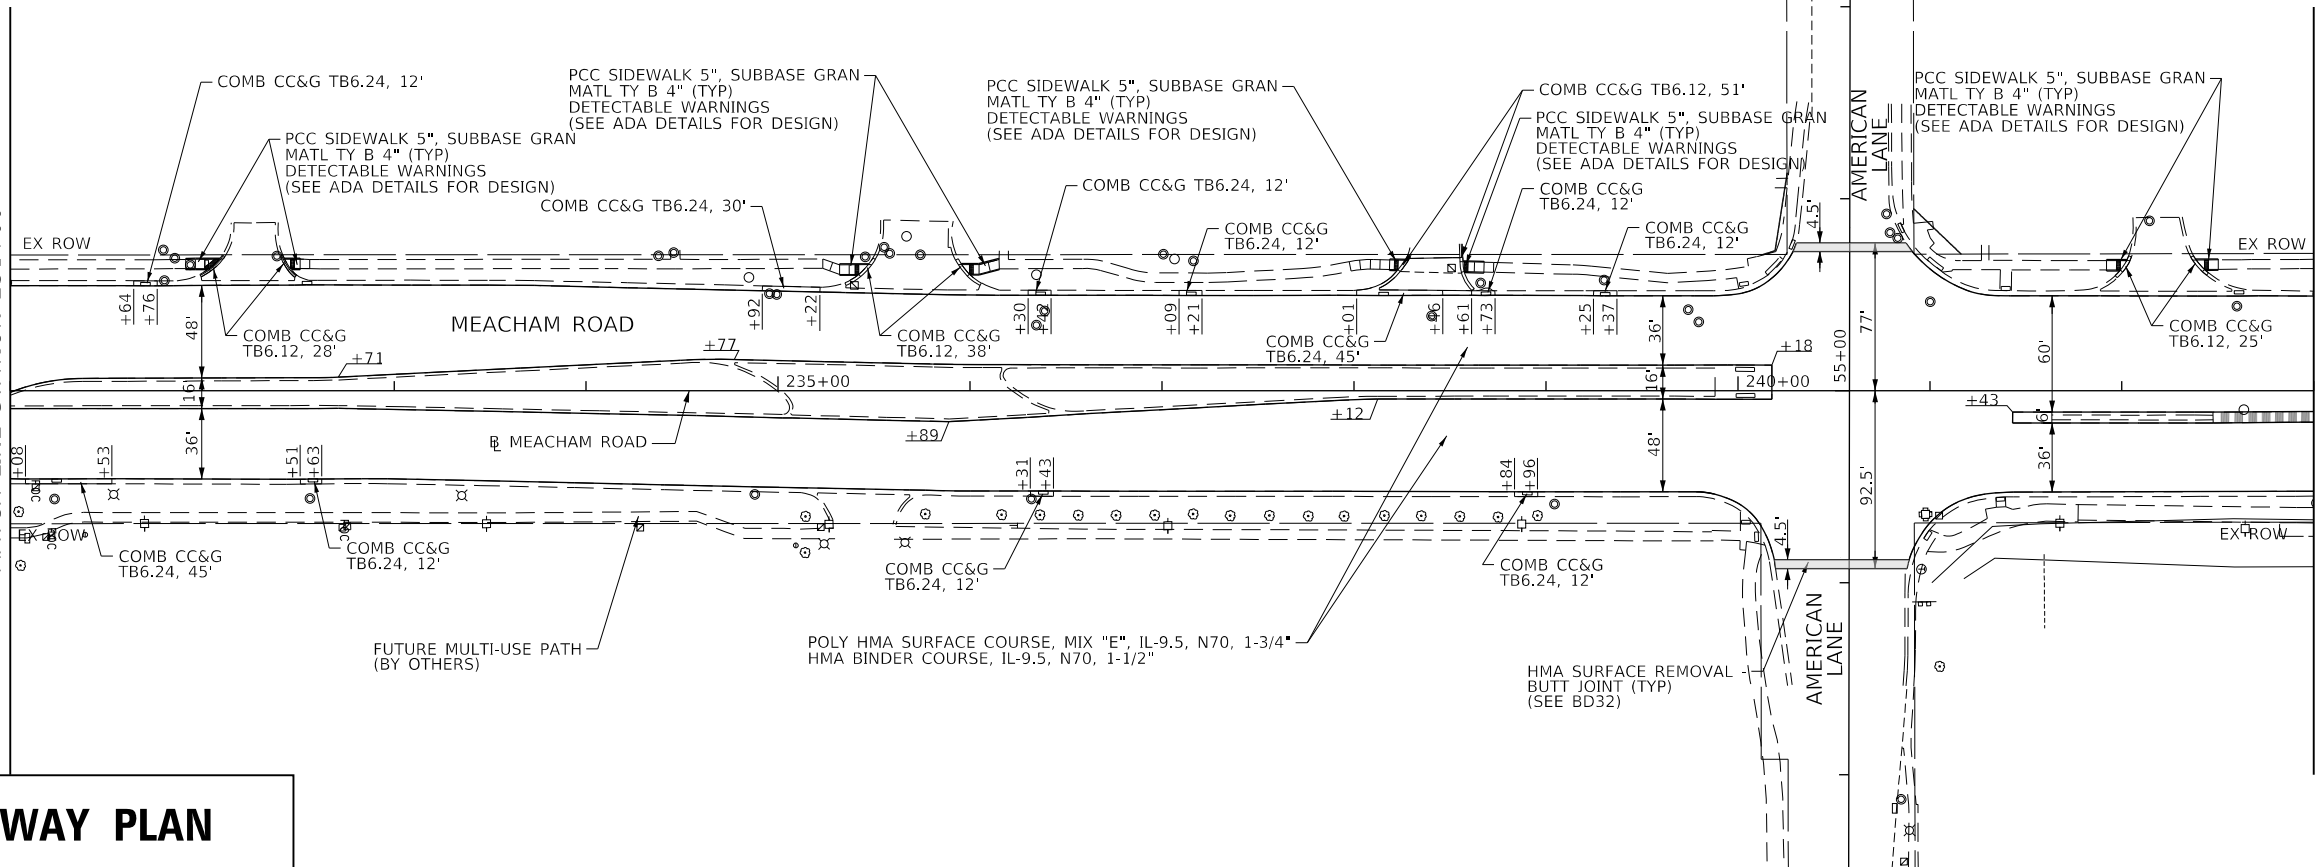 COMB CC&G TB6.24, 12'
PCC SIDEWALK 5", SUBBASE GRAN
MATL TY B 4" (TYP)
DETECTABLE WARNINGS
(SEE ADA DETAILS FOR DESIGN)
PCC SIDEWALK 5", SUBBASE GRAN
MATL TY B 4" (TYP)
DETECTABLE WARNINGS
(SEE ADA DETAILS FOR DESIGN)
COMB CC&G TB6.24, 30'
PCC SIDEWALK 5", SUBBASE GRAN
MATL TY B 4" (TYP)
DETECTABLE WARNINGS
(SEE ADA DETAILS FOR DESIGN)
COMB CC&G TB6.24, 12'
COMB CC&G
TB6.24, 12'
COMB CC&G TB6.12, 51'
PCC SIDEWALK 5", SUBBASE GRAN
MATL TY B 4" (TYP)
DETECTABLE WARNINGS
(SEE ADA DETAILS FOR DESIGN)
COMB CC&G
TB6.24, 12'
COMB CC&G
TB6.24, 12'
AMERICAN
LANE
PCC SIDEWALK 5", SUBBASE GRAN
MATL TY B 4" (TYP)
DETECTABLE WARNINGS
(SEE ADA DETAILS FOR DESIGN)
EX ROW
EX ROW
4.5'
+64
+76
48'
COMB CC&G
TB6.12, 28'
MEACHAM ROAD
+92
+22
COMB CC&G
TB6.12, 38'
+30
+42
+09
+21
+01
+46
+61
+73
+25
+37
COMB CC&G
TB6.24, 45'
36'
+18
55+00
77'
60'
COMB CC&G
TB6.12, 25'
+71
+77
16'
235+00
16'
240+00
+12
+43
6'
+89
℄ MEACHAM ROAD
36'
48'
92.5'
36'
+08
+53
+51
+63
+31
+43
+84
+96
EX ROW
COMB CC&G
TB6.24, 45'
COMB CC&G
TB6.24, 12'
COMB CC&G
TB6.24, 12'
COMB CC&G
TB6.24, 12'
4.5'
EX ROW
FUTURE MULTI-USE PATH
(BY OTHERS)
POLY HMA SURFACE COURSE, MIX "E", IL-9.5, N70, 1-3/4"
HMA BINDER COURSE, IL-9.5, N70, 1-1/2"
HMA SURFACE REMOVAL -
BUTT JOINT (TYP)
(SEE BD32)
AMERICAN
LANE
WAY PLAN